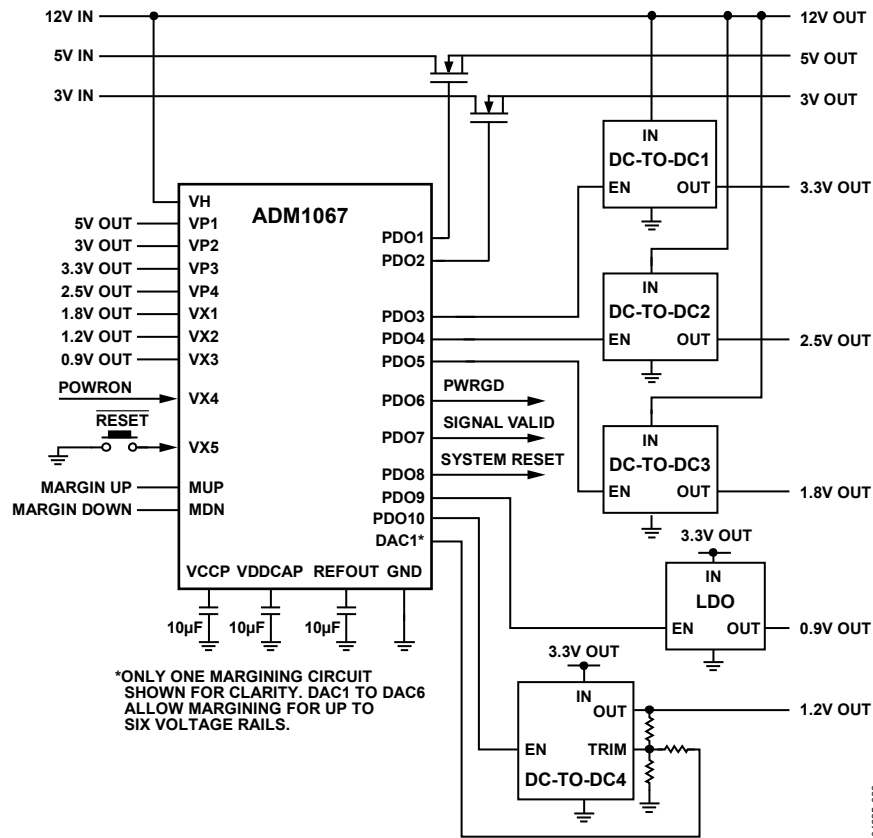 12V IN
12V OUT
5V IN
5V OUT
3V IN
3V OUT
IN
DC-TO-DC1
EN
OUT
3.3V OUT
ADM1067
VH
5V OUT
VP1
3V OUT
VP2
3.3V OUT
VP3
2.5V OUT
VP4
1.8V OUT
VX1
1.2V OUT
VX2
0.9V OUT
VX3
POWRON
VX4
RESET
VX5
MARGIN UP
MUP
MARGIN DOWN
MDN
PDO1
PDO2
PDO3
PDO4
PDO5
PDO6
PWRGD
PDO7
SIGNAL VALID
PDO8
SYSTEM RESET
PDO9
PDO10
DAC1*
VCCP
VDDCAP
REFOUT
GND
10µF
10µF
10µF
IN
DC-TO-DC2
EN
OUT
2.5V OUT
IN
DC-TO-DC3
EN
OUT
1.8V OUT
3.3V OUT
IN
LDO
EN
OUT
0.9V OUT
3.3V OUT
IN
OUT
1.2V OUT
EN
TRIM
DC-TO-DC4
*ONLY ONE MARGINING CIRCUIT
SHOWN FOR CLARITY. DAC1 TO DAC6
ALLOW MARGINING FOR UP TO
SIX VOLTAGE RAILS.